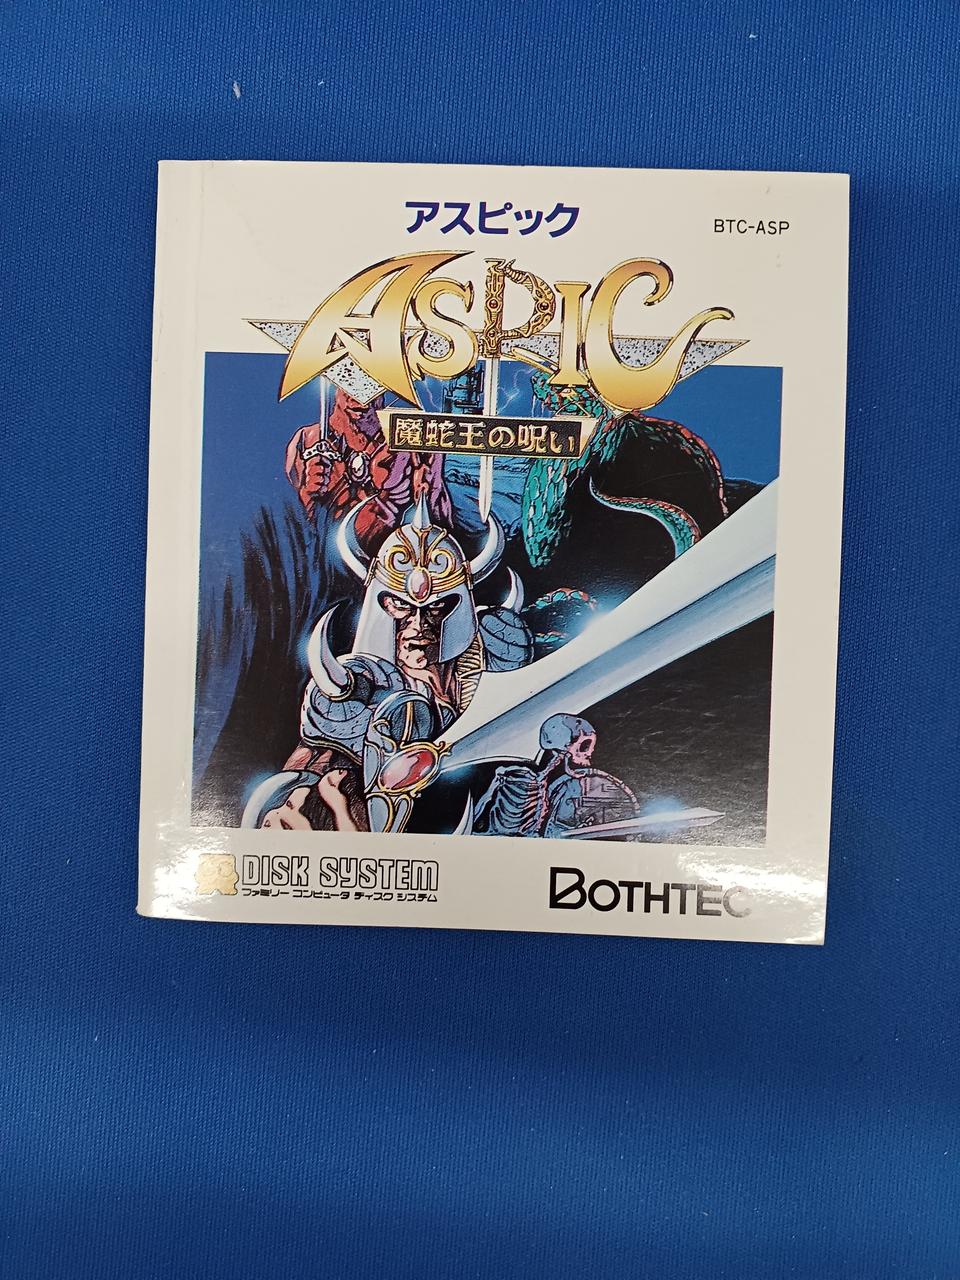 アスピック
BTC-ASP
ASPIC
魔蛇王の呪い
DISK SYSTEM
ファミリー コンピュータ ディスク システム
BOTHTEC